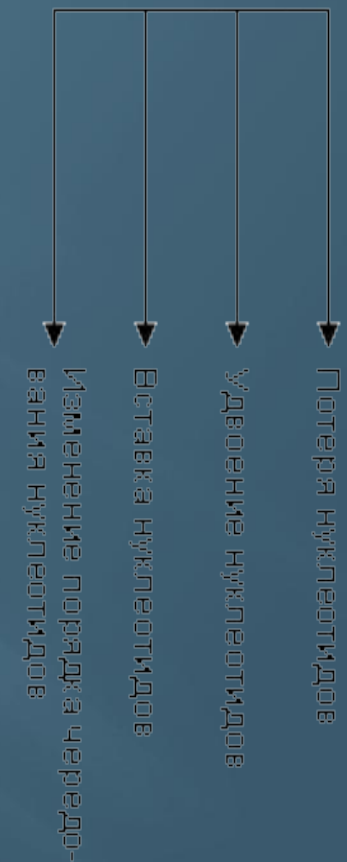 Потеря нуклеотидов
Удвоение нуклеотидов
Вставка нуклеотидов
Изменение порядка чередо-
вания нуклеотидов